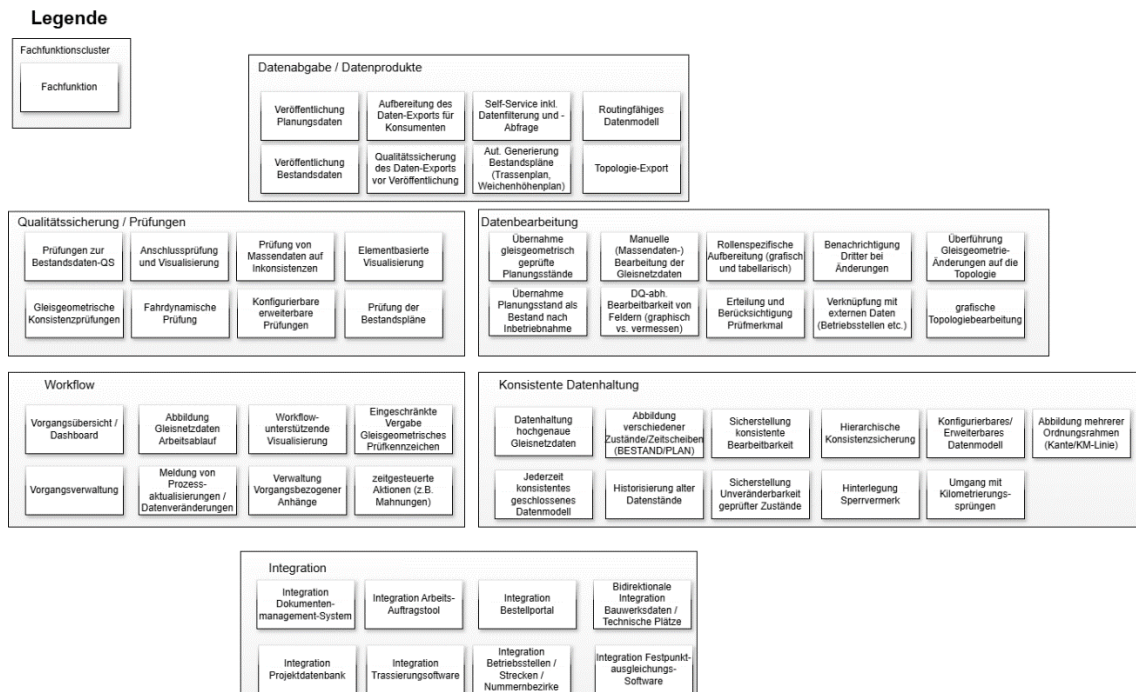 Legende
Fachfunktionscluster
Fachfunktion
Datenabgabe / Datenprodukte
Veröffentlichung
Planungsdaten
Aufbereitung des
Daten-Exports für
Konsumenten
Self-Service inkl.
Datenfilterung und -
Abfrage
Routingfähiges
Datenmodell
Veröffentlichung
Bestandsdaten
Qualitätssicherung
des Daten-Exports
vor Veröffentlichung
Aut. Generierung
Bestandspläne
(Trassenplan,
Weichenhöhenplan)
Topologie-Export
Qualitätssicherung / Prüfungen
Prüfungen zur
Bestandsdaten-QS
Anschlussprüfung
und Visualisierung
Prüfung von
Massendaten auf
Inkonsistenzen
Elementbasierte
Visualisierung
Gleisgeometrische
Konsistenzprüfungen
Fahrdynamische
Prüfung
Konfigurierbare
erweiterbare
Prüfungen
Prüfung der
Bestandspläne
Datenbearbeitung
Übernahme
gleisgeometrisch
geprüfte
Planungsstände
Manuelle
(Massendaten-)
Bearbeitung der
Gleisnetzdaten
Rollenspezifische
Aufbereitung (grafisch
und tabellarisch)
Benachrichtigung
Dritter bei
Änderungen
Überführung
Gleisgeometrie-
Änderungen auf die
Topologie
Übernahme
Planungsstand als
Bestand nach
Inbetriebnahme
DQ-abh.
Bearbeitbarkeit von
Feldern (graphisch
vs. vermessen)
Erteilung und
Berücksichtigung
Prüfmerkmal
Verknüpfung mit
externen Daten
(Betriebsstellen etc.)
grafische
Topologiebearbeitung
Workflow
Vorgangsübersicht /
Dashboard
Abbildung
Gleisnetzdaten
Arbeitsablauf
Workflow-
unterstützende
Visualisierung
Eingeschränkte
Vergabe
Gleisgeometrisches
Prüfkennzeichen
Vorgangsverwaltung
Meldung von
Prozess-
aktualisierungen /
Datenveränderungen
Verwaltung
Vorgangsbezogener
Anhänge
zeitgesteuerte
Aktionen (z.B.
Mahnungen)
Konsistente Datenhaltung
Datenhaltung
hochgenaue
Gleisnetzdaten
Abbildung
verschiedener
Zustände/Zeitscheiben
(BESTAND/PLAN)
Sicherstellung
konsistente
Bearbeitbarkeit
Hierarchische
Konsistenzsicherung
Konfigurierbares/
Erweiterbares
Datenmodell
Abbildung mehrerer
Ordnungsrahmen
(Kante/KM-Linie)
Jederzeit
konsistentes
geschlossenes
Datenmodell
Historisierung alter
Datenstände
Sicherstellung
Unveränderbarkeit
geprüfter Zustände
Hinterlegung
Sperrvermerk
Umgang mit
Kilometrierungs-
sprüngen
Integration
Integration
Dokumenten-
management-System
Integration Arbeits-
Auftragstool
Integration
Bestellportal
Bidirektionale
Integration
Bauwerksdaten /
Technische Plätze
Integration
Projektdatenbank
Integration
Trassierungsoftware
Integration
Betriebsstellen /
Strecken /
Nummernbezirke
Integration Festpunkt-
ausgleichungs-
Software